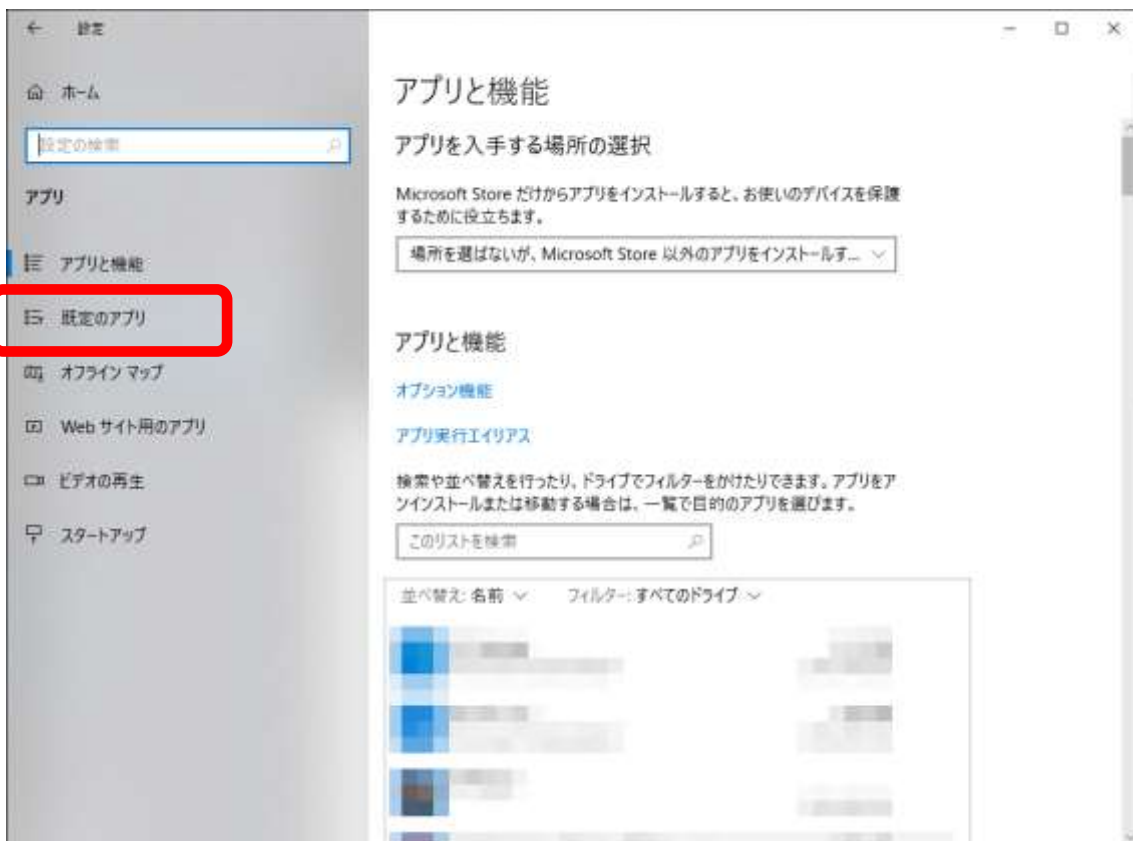 設定
ホーム
設定の検索
アプリ
アプリと機能
既定のアプリ
オフライン マップ
Web サイト用のアプリ
ビデオの再生
スタートアップ
アプリと機能
アプリを入手する場所の選択
Microsoft Store だけからアプリをインストールすると、お使いのデバイスを保護
するために役立ちます。
場所を選ばないが、Microsoft Store 以外のアプリをインストールす...
アプリと機能
オプション機能
アプリ実行エイリアス
検索や並べ替えを行ったり、ドライブでフィルターをかけたりできます。アプリをア
ンインストールまたは移動する場合は、一覧で目的のアプリを選びます。
このリストを検索
並べ替え: 名前 フィルター: すべてのドライブ